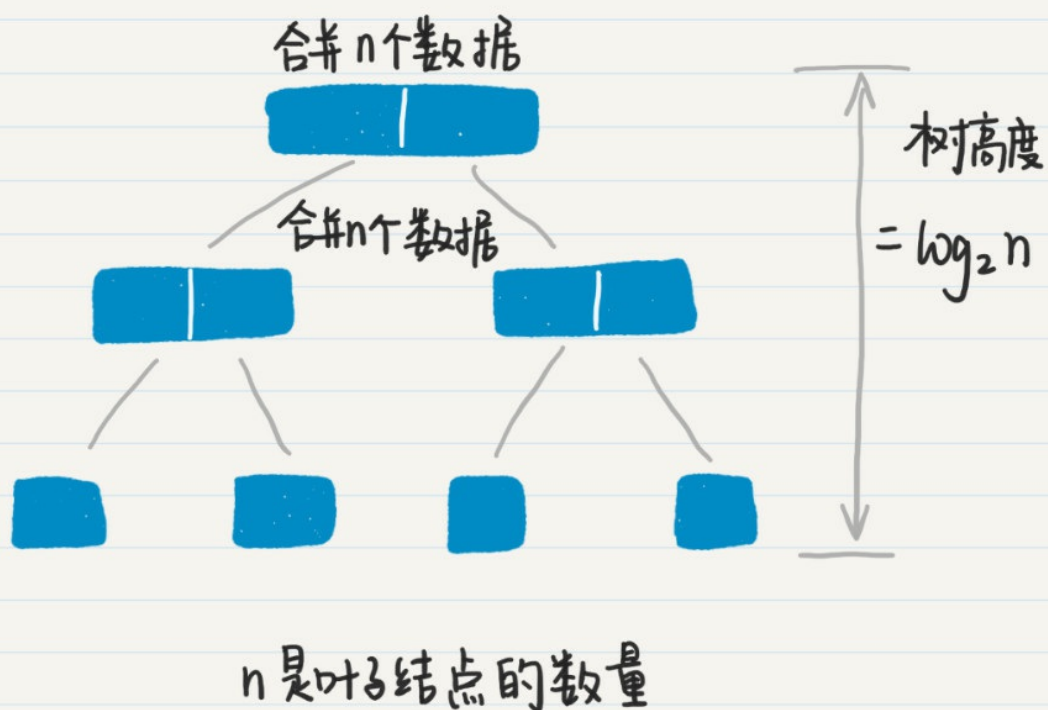 合并n个数据
树高度
合并n个数据
= log₂ n
n是叶子结点的数量